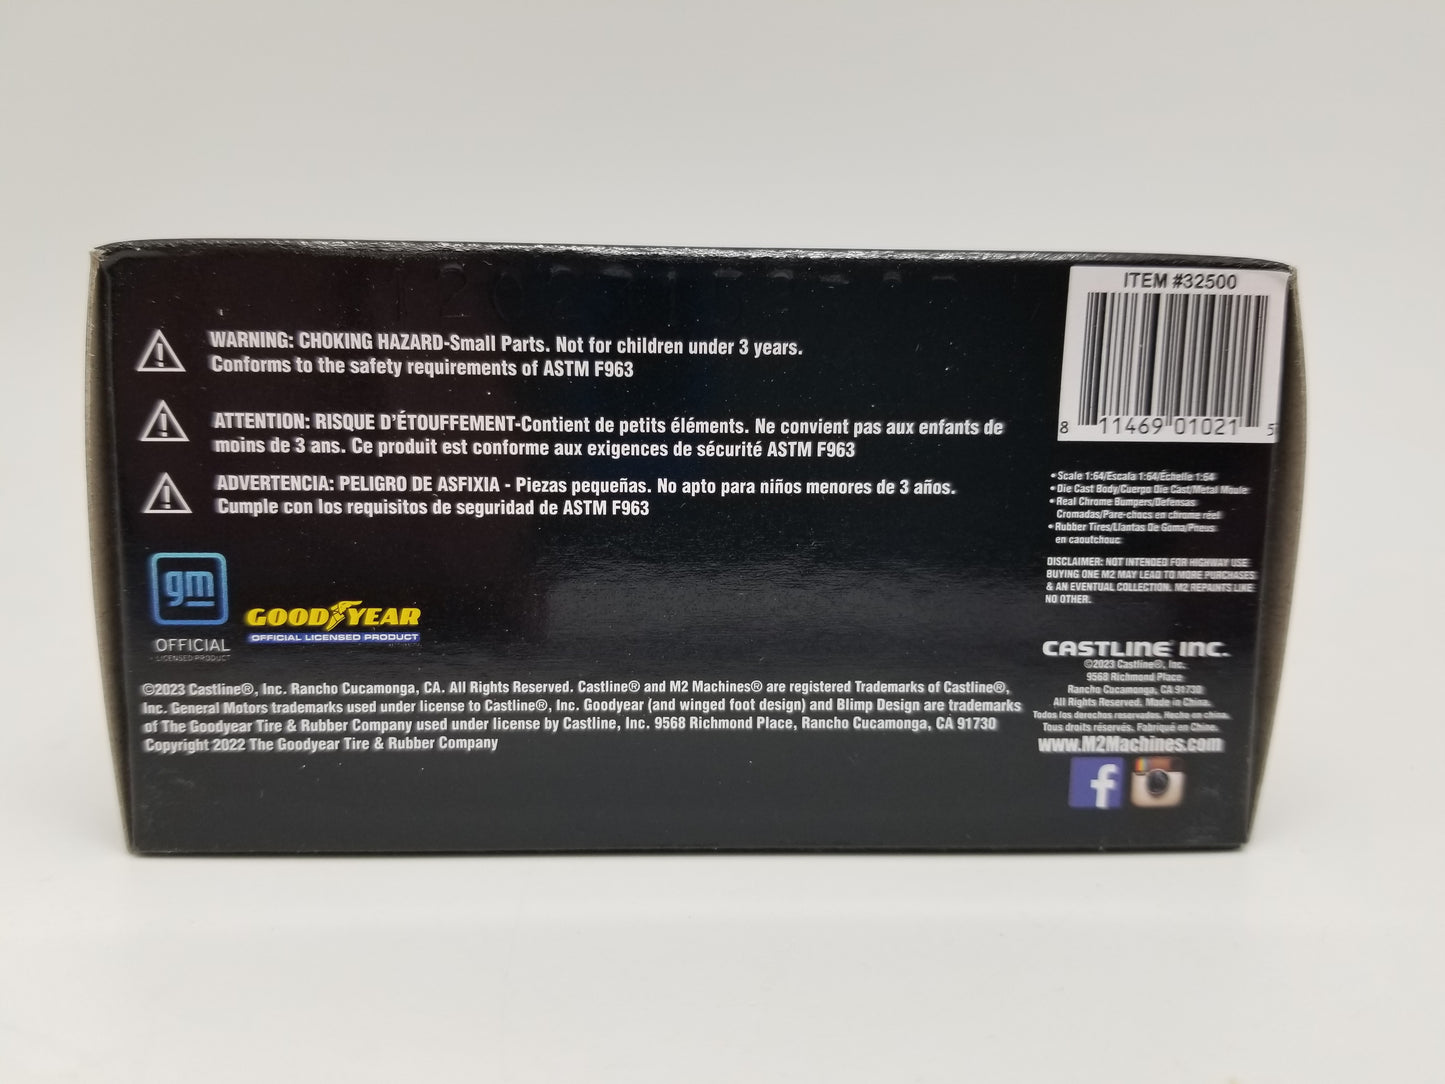 WARNING: CHOKING HAZARD-Small Parts. Not for children under 3 years.
Conforms to the safety requirements of ASTM F963
ATTENTION: RISQUE D'ÉTOUFFEMENT-Contient de petits éléments. Ne convient pas aux enfants de
moins de 3 ans. Ce produit est conforme aux exigences de sécurité ASTM F963
ADVERTENCIA: PELIGRO DE ASFIXIA - Piezas pequeñas. No apto para niños menores de 3 años.
Cumple con los requisitos de seguridad de ASTM F963
gm
OFFICIAL
LICENSED PRODUCT
GOODYEAR
OFFICIAL LICENSED PRODUCT
©2023 Castline®, Inc. Rancho Cucamonga, CA. All Rights Reserved. Castline® and M2 Machines® are registered Trademarks of Castline®,
Inc. General Motors trademarks used under license to Castline®, Inc. Goodyear (and winged foot design) and Blimp Design are trademarks
of The Goodyear Tire & Rubber Company used under license by Castline, Inc. 9568 Richmond Place, Rancho Cucamonga, CA 91730
Copyright 2022 The Goodyear Tire & Rubber Company
ITEM #32500
8 11469 01021 5
• Scale 1:64/Escala 1:64/Échelle 1:64
• Die Cast Body/Cuerpo Die Cast/Metal Moule
• Real Chrome Bumpers/Defensas
Cromadas/Pare-chocs en chrome réel
• Rubber Tires/Llantas De Goma/Pneus
en caoutchouc
DISCLAIMER: NOT INTENDED FOR HIGHWAY USE.
BUYING ONE M2 MAY LEAD TO MORE PURCHASES
& AN EVENTUAL COLLECTION. M2 REPAINTS LIKE
NO OTHER.
CASTLINE® INC.
©2023 Castline®, Inc.
9568 Richmond Place
Rancho Cucamonga, CA 91730
All Rights Reserved. Made in China.
Todos los derechos reservados. Hecho en china.
Tous droits réservés. Fabriqué en Chine.
www.M2Machines.com
f